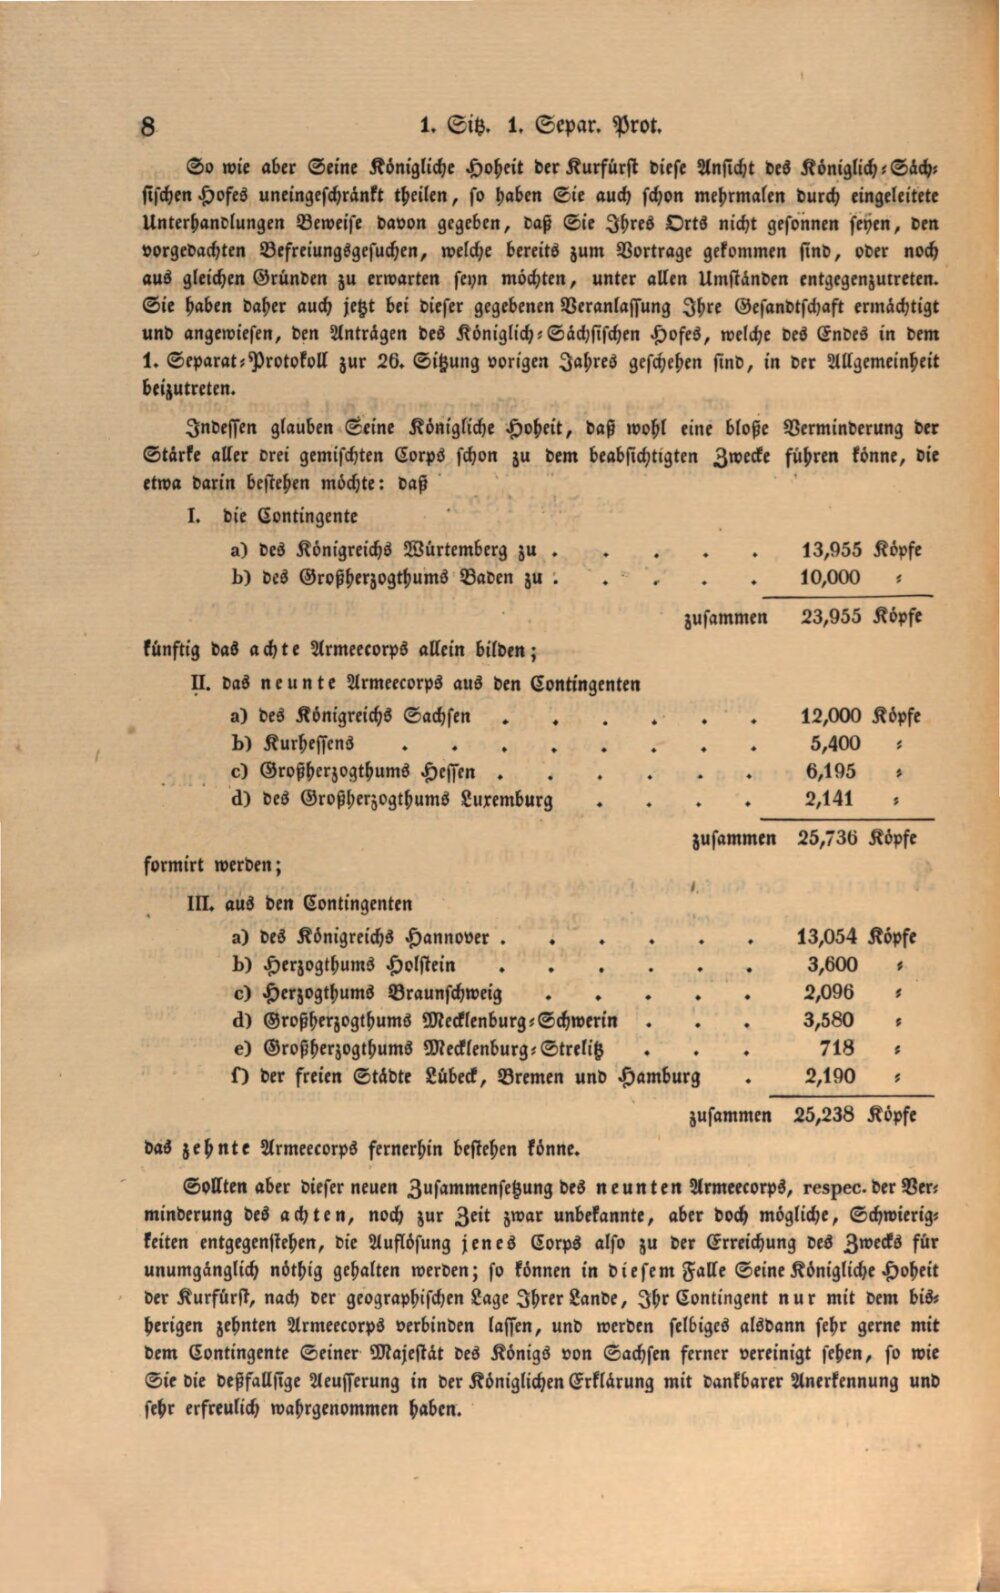 8 1. Sitz. 1. Separ. Prot.
So wie aber Seine Königliche Hoheit der Kurfürst diese Ansicht des Königlich-Säch-
sischen Hofes uneingeschränkt theilen, so haben Sie auch schon mehrmalen durch eingeleitete
Unterhandlungen Beweise davon gegeben, daß Sie Ihres Orts nicht gesonnen seyen, den
vorgedachten Befreiungsgesuchen, welche bereits zum Vortrage gekommen sind, oder noch
aus gleichen Gründen zu erwarten seyn möchten, unter allen Umständen entgegenzutreten.
Sie haben daher auch jetzt bei dieser gegebenen Veranlassung Ihre Gesandtschaft ermächtigt
und angewiesen, den Anträgen des Königlich-Sächsischen Hofes, welche des Endes in dem
1. Separat-Protokoll zur 26. Sitzung vorigen Jahres geschehen sind, in der Allgemeinheit
beizutreten.
Indessen glauben Seine Königliche Hoheit, daß wohl eine bloße Verminderung der
Stärke aller drei gemischten Corps schon zu dem beabsichtigten Zwecke führen könne, die
etwa darin bestehen möchte: daß
I. die Contingente
a) des Königreichs Würtemberg zu . . . . . 13,955 Köpfe
b) des Großherzogthums Baden zu . . . . . 10,000 "
zusammen 23,955 Köpfe
künftig das achte Armeecorps allein bilden;
II. das neunte Armeecorps aus den Contingenten
a) des Königreichs Sachsen . . . . . . 12,000 Köpfe
b) Kurhessens . . . . . . . . 5,400 "
c) Großherzogthums Hessen . . . . . . 6,195 "
d) des Großherzogthums Luxemburg . . . . 2,141 "
zusammen 25,736 Köpfe
formirt werden;
III. aus den Contingenten
a) des Königreichs Hannover . . . . . . 13,054 Köpfe
b) Herzogthums Holstein . . . . . . 3,600 "
c) Herzogthums Braunschweig . . . . . 2,096 "
d) Großherzogthums Mecklenburg-Schwerin . . . 3,580 "
e) Großherzogthums Mecklenburg-Strelitz . . . 718 "
f) der freien Städte Lübeck, Bremen und Hamburg . 2,190 "
zusammen 25,238 Köpfe
das zehnte Armeecorps fernerhin bestehen könne.
Sollten aber dieser neuen Zusammensetzung des neunten Armeecorps, respec. der Ver-
minderung des achten, noch zur Zeit zwar unbekannte, aber doch mögliche, Schwierig-
keiten entgegenstehen, die Auflösung jenes Corps also zu der Erreichung des Zwecks für
unumgänglich nöthig gehalten werden; so können in diesem Falle Seine Königliche Hoheit
der Kurfürst, nach der geographischen Lage Ihrer Lande, Ihr Contingent nur mit dem bis-
herigen zehnten Armeecorps verbinden lassen, und werden selbiges alsdann sehr gerne mit
dem Contingente Seiner Majestät des Königs von Sachsen ferner vereinigt sehen, so wie
Sie die deßfallsige Aeusserung in der Königlichen Erklärung mit dankbarer Anerkennung und
sehr erfreulich wahrgenommen haben.